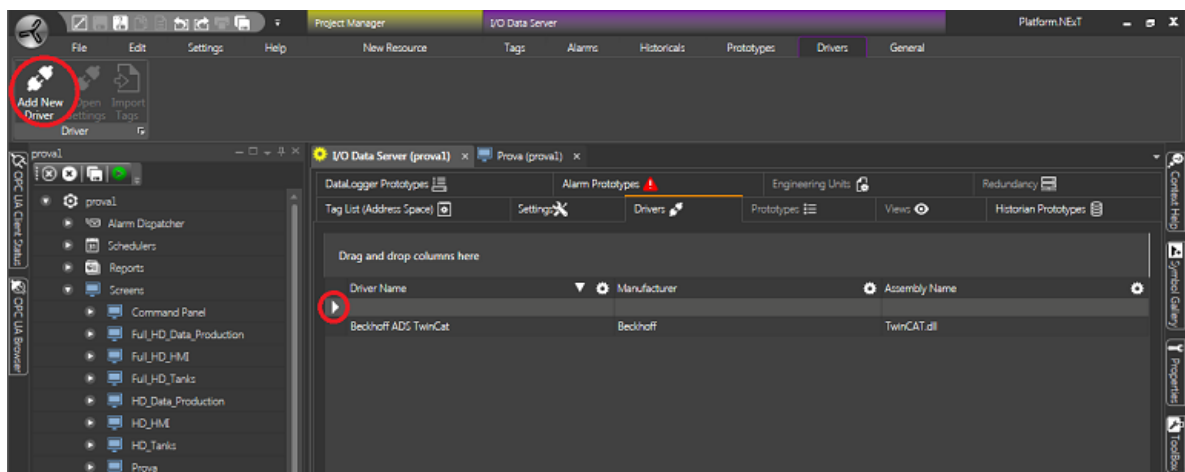 Project Manager
I/O Data Server
Platform.NExT
File Edit Settings Help New Resource Tags Alarms Historicals Prototypes Drivers General
Add New Driver
Open Settings
Import Tags
Driver
prova1
I/O Data Server (prova1)
Prova (prova1)
DataLogger Prototypes Alarm Prototypes Engineering Units Redundancy
Tag List (Address Space) Settings Drivers Prototypes Views Historian Prototypes
Drag and drop columns here
Driver Name Manufacturer Assembly Name
Beckhoff ADS TwinCat Beckhoff TwinCAT.dll
prova1
Alarm Dispatcher
Schedulers
Reports
Screens
Command Panel
Full_HD_Data_Production
Full_HD_HMI
Full_HD_Tanks
HD_Data_Production
HD_HMI
HD_Tanks
Prova
OPC UA Client Status
OPC UA Browser
Context Help
Symbol Gallery
Properties
ToolBox